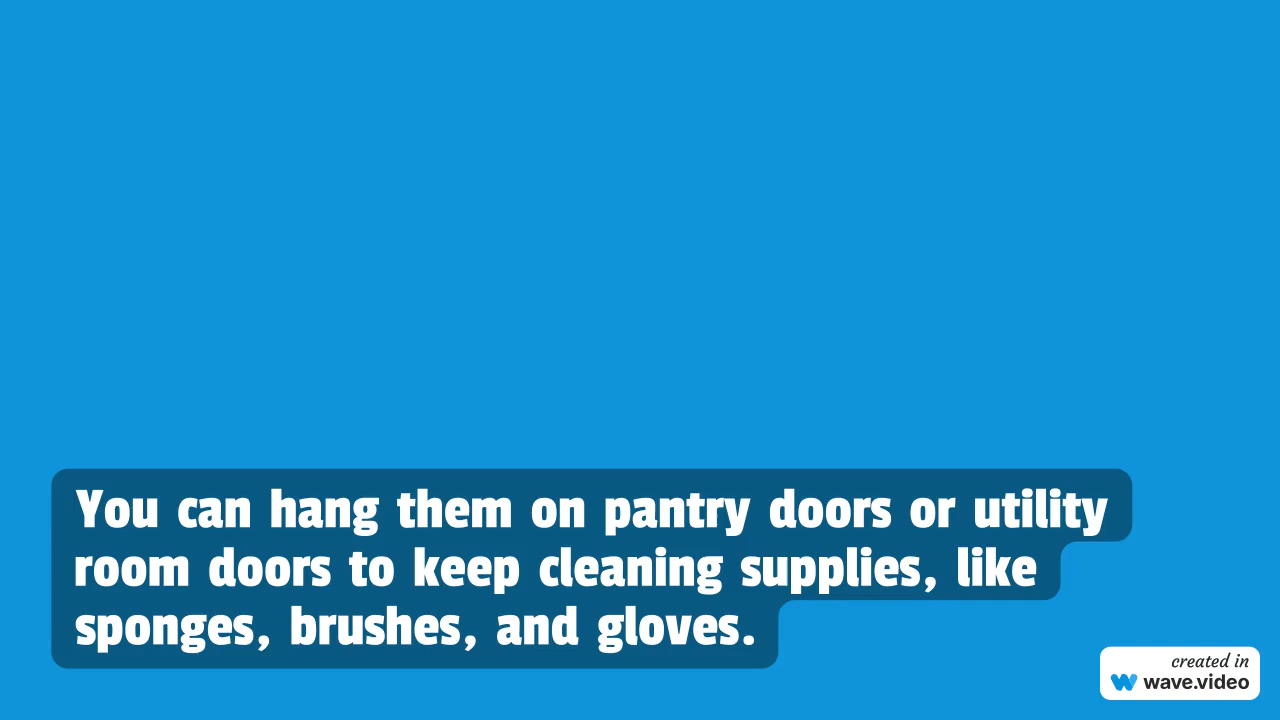 You can hang them on pantry doors or utility
room doors to keep cleaning supplies, like
sponges, brushes, and gloves.
created in
wave.video